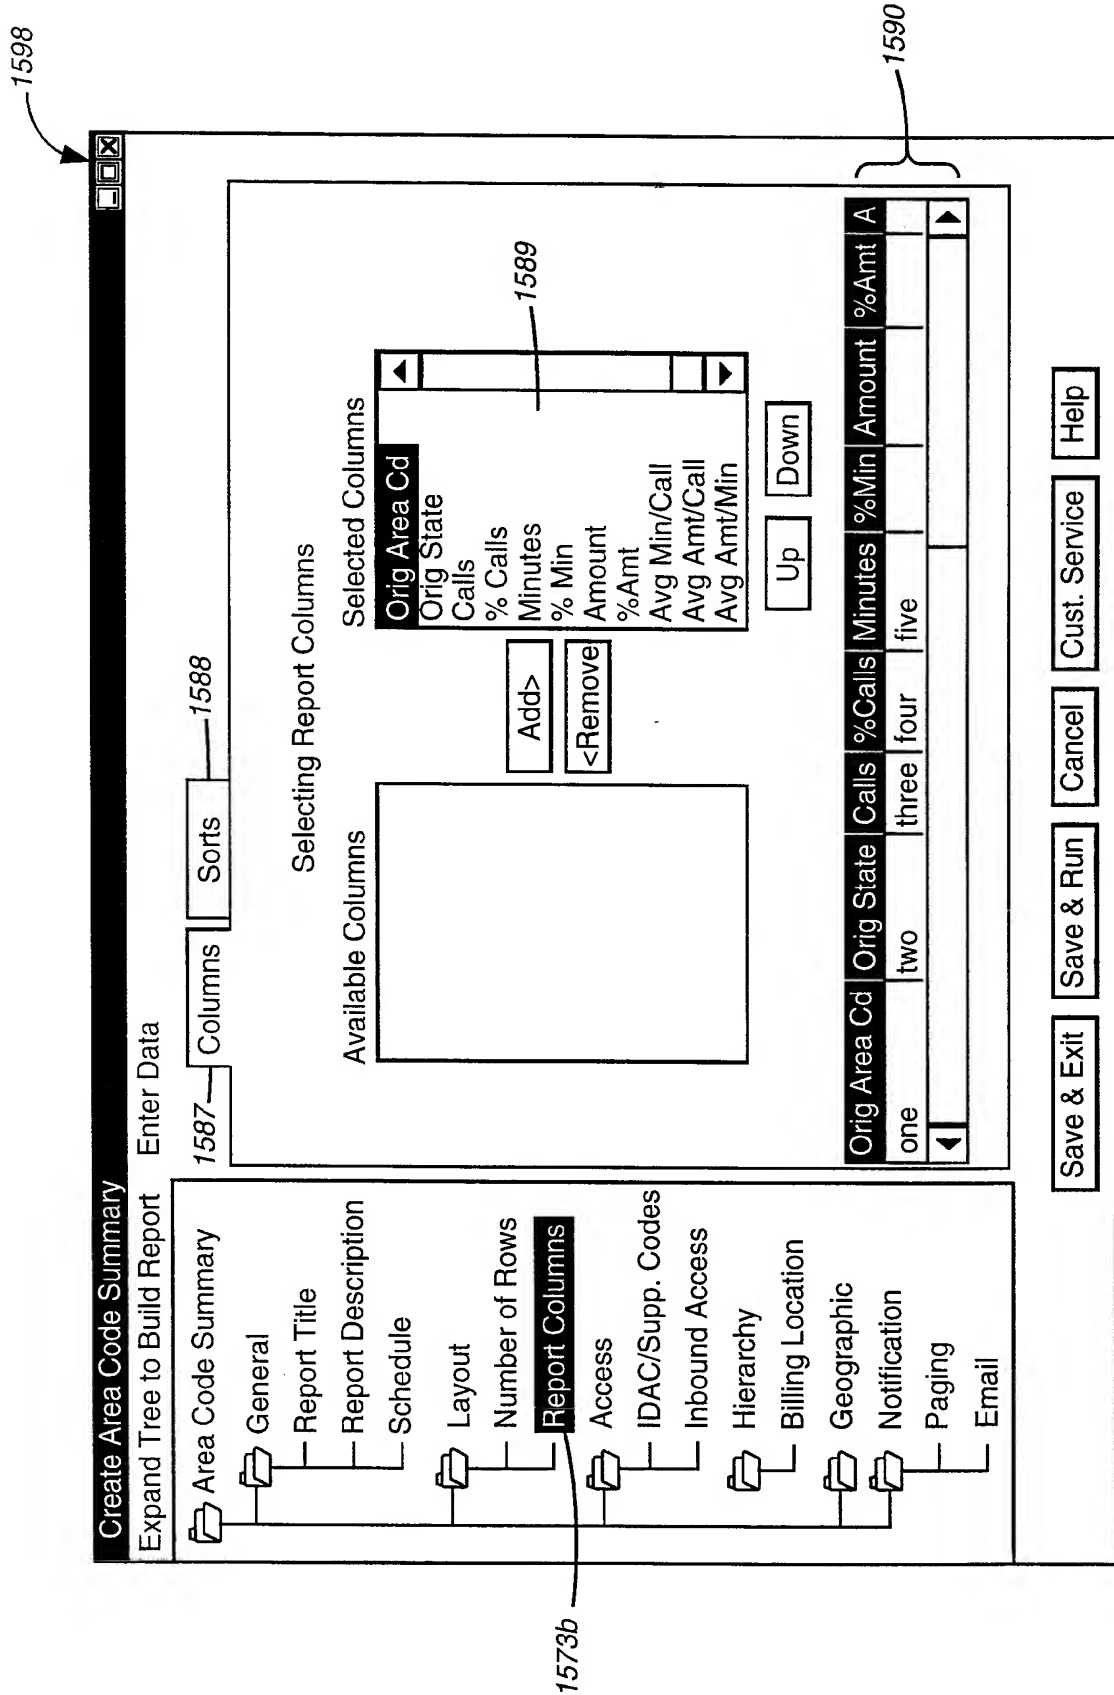 1598
Create Area Code Summary
Expand Tree to Build Report
Enter Data
Area Code Summary
General
Report Title
Report Description
Schedule
Layout
Number of Rows
Report Columns
Access
IDAC/Supp. Codes
Inbound Access
Hierarchy
Billing Location
Geographic
Notification
Paging
Email
1573b
1587
Columns
Sorts
1588
Selecting Report Columns
Available Columns
Add>
<Remove
Selected Columns
Orig Area Cd
Orig State
Calls
% Calls
Minutes
% Min
Amount
%Amt
Avg Min/Call
Avg Amt/Call
Avg Amt/Min
1589
Up
Down
Orig Area Cd Orig State Calls %Calls Minutes %Min Amount %Amt A
one two three four five
1590
Save & Exit
Save & Run
Cancel
Cust. Service
Help